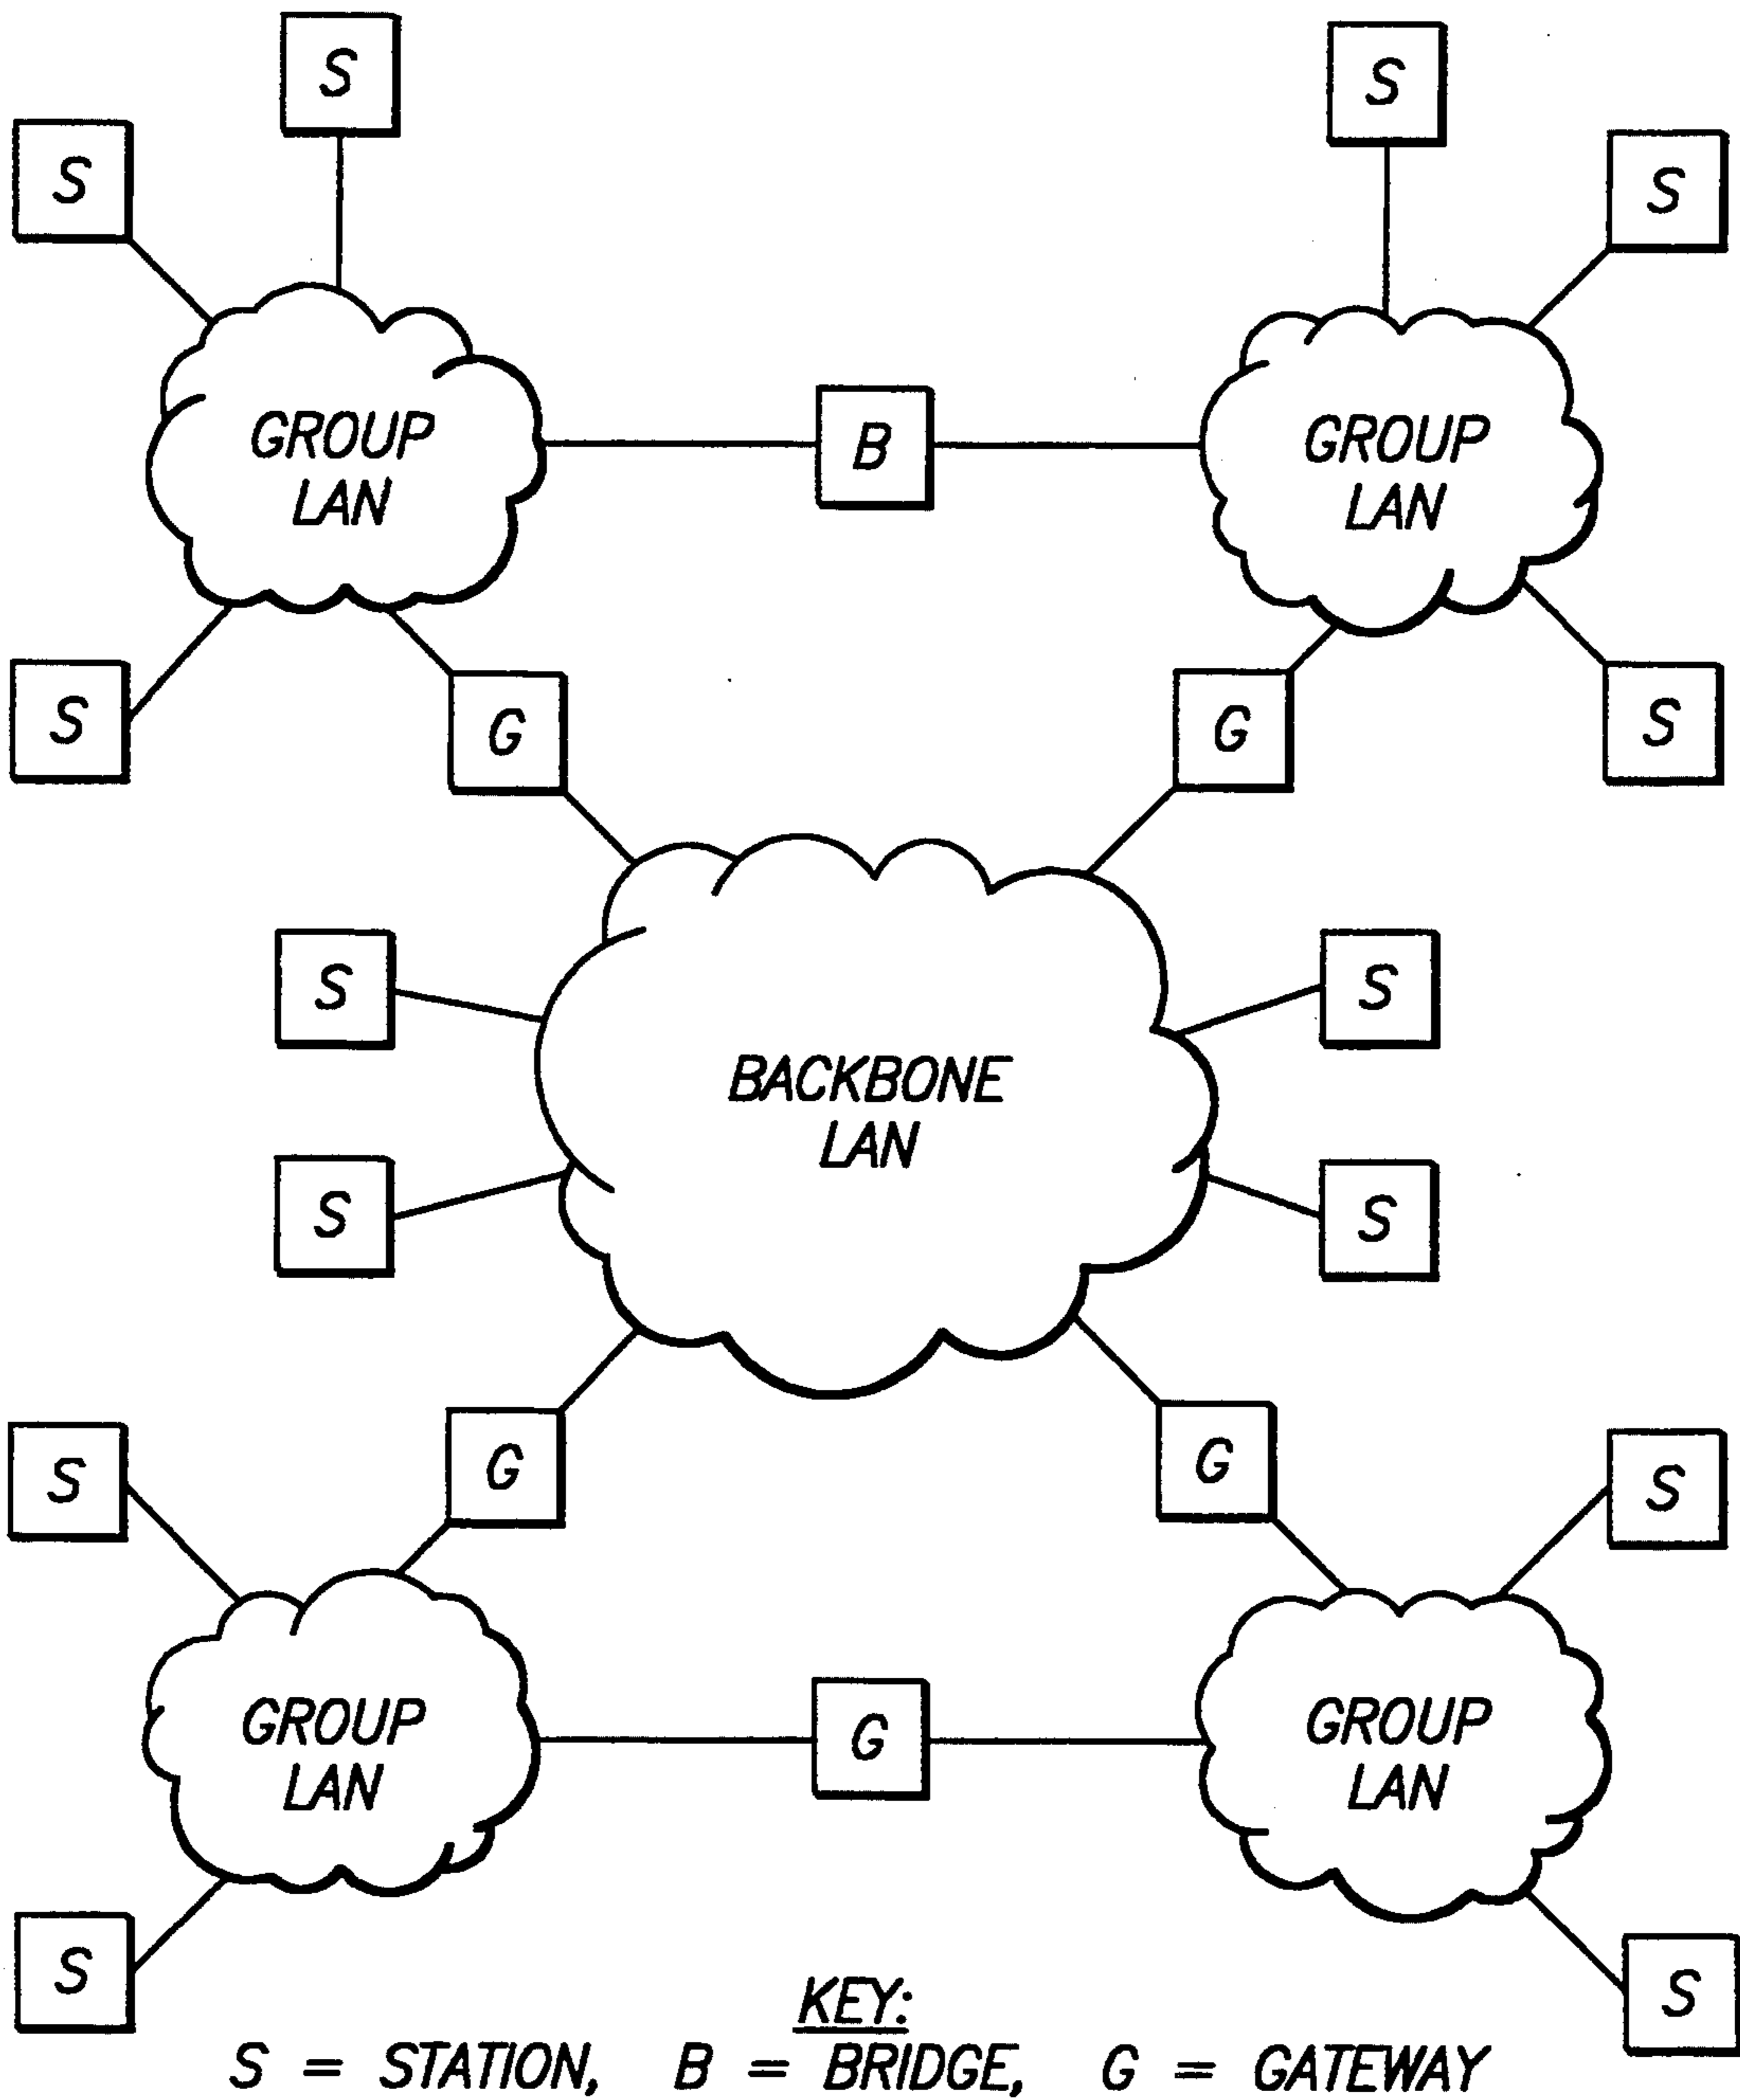 S
S
S
S
GROUP
LAN
B
GROUP
LAN
S
G
G
S
S
S
BACKBONE
LAN
S
S
S
G
G
S
GROUP
LAN
G
GROUP
LAN
S
S
KEY:
S = STATION, B = BRIDGE, G = GATEWAY